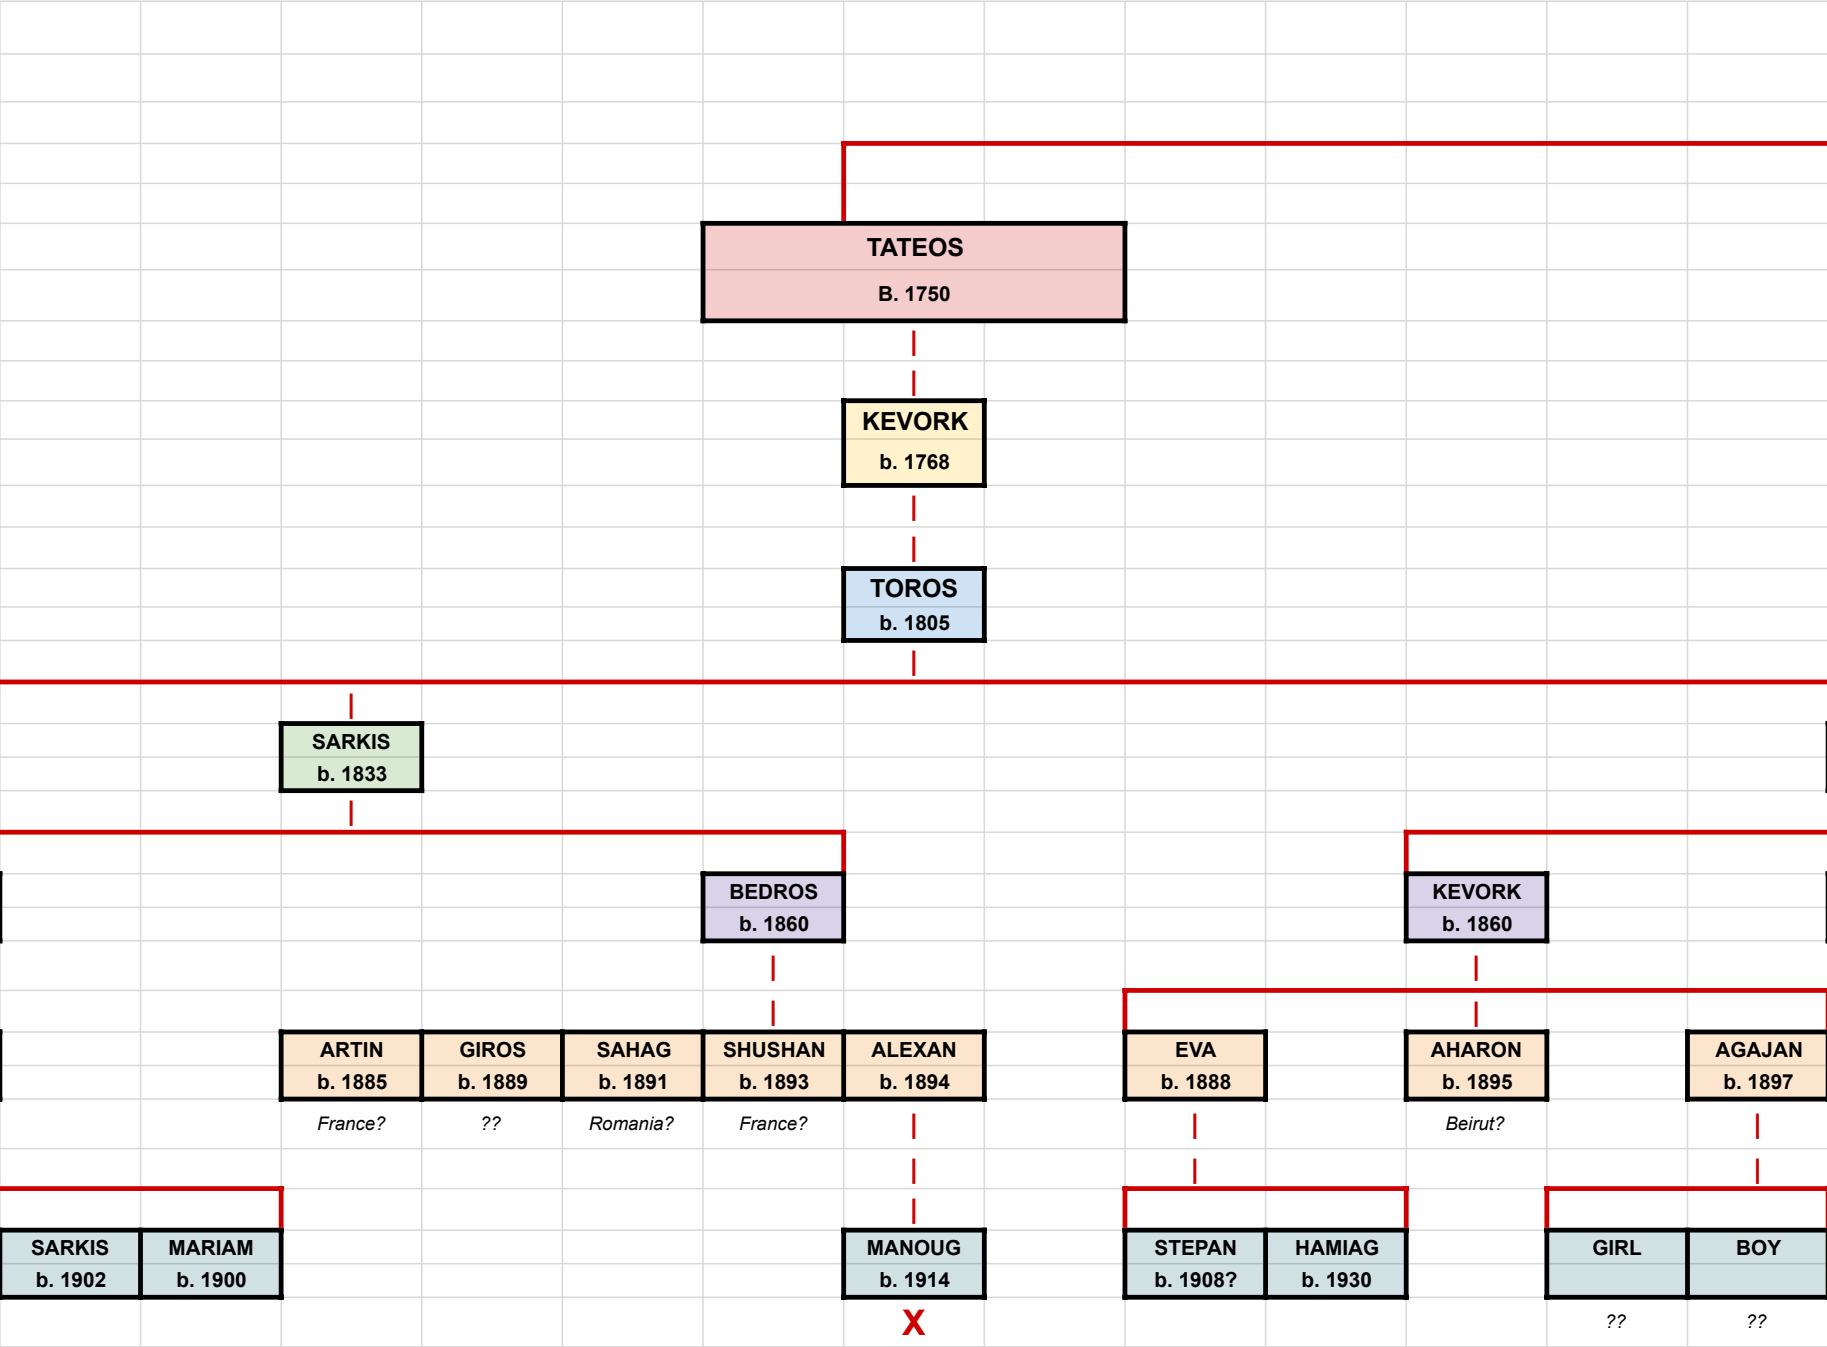 TATEOS
B. 1750
KEVORK
b. 1768
TOROS
b. 1805
SARKIS
b. 1833
BEDROS
b. 1860
KEVORK
b. 1860
ARTIN
b. 1885
France?
GIROS
b. 1889
??
SAHAG
b. 1891
Romania?
SHUSHAN
b. 1893
France?
ALEXAN
b. 1894
EVA
b. 1888
AHARON
b. 1895
Beirut?
AGAJAN
b. 1897
SARKIS
b. 1902
MARIAM
b. 1900
MANOUG
b. 1914
X
STEPAN
b. 1908?
HAMIAG
b. 1930
GIRL
??
BOY
??